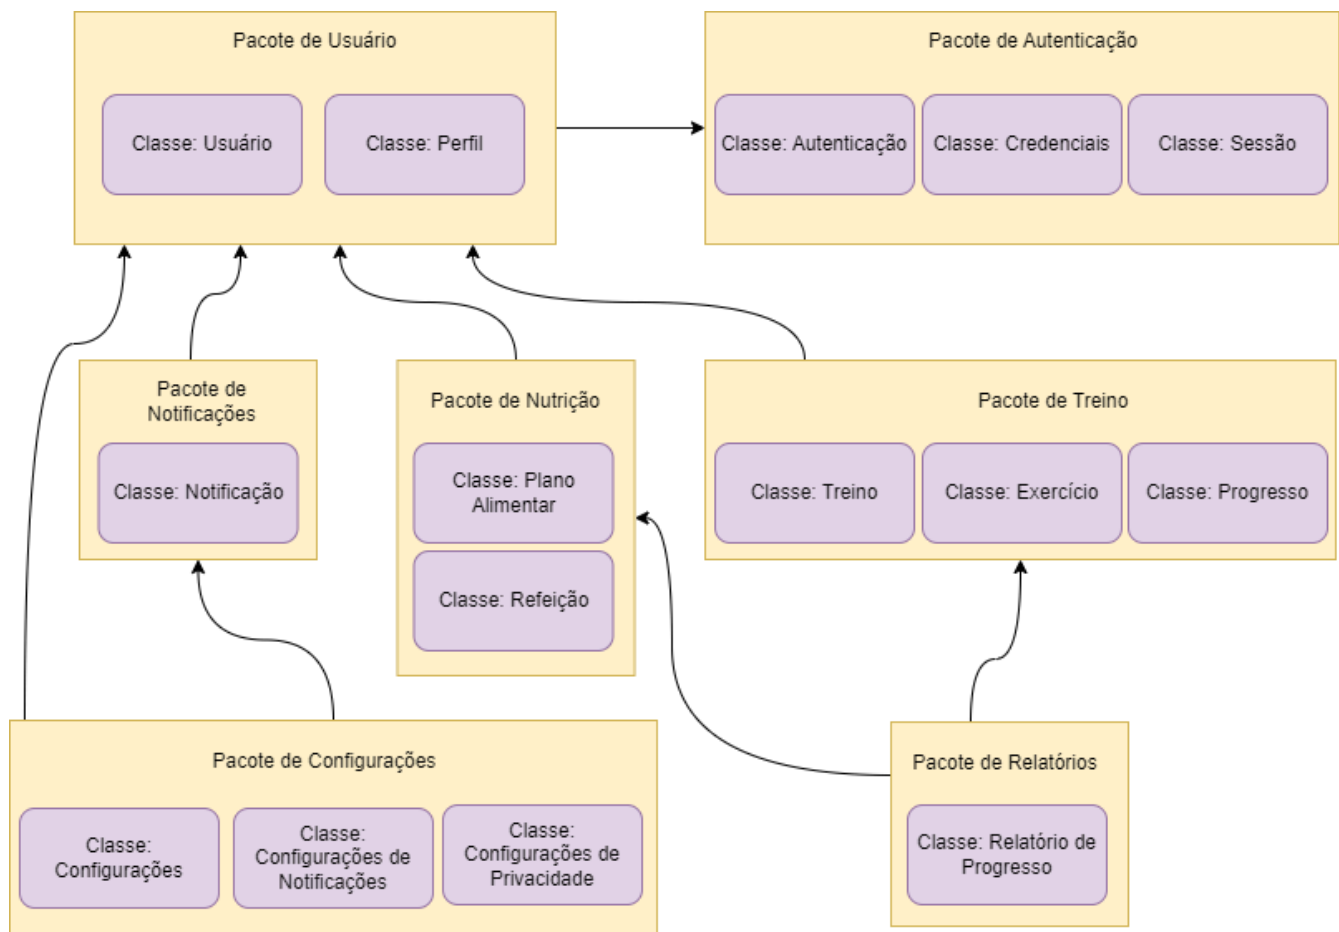 Pacote de Usuário
Classe: Usuário
Classe: Perfil
Pacote de Autenticação
Classe: Autenticação
Classe: Credenciais
Classe: Sessão
Pacote de
Notificações
Classe: Notificação
Pacote de Nutrição
Classe: Plano
Alimentar
Classe: Refeição
Pacote de Treino
Classe: Treino
Classe: Exercício
Classe: Progresso
Pacote de Configurações
Classe:
Configurações
Classe:
Configurações de
Notificações
Classe:
Configurações de
Privacidade
Pacote de Relatórios
Classe: Relatório de
Progresso